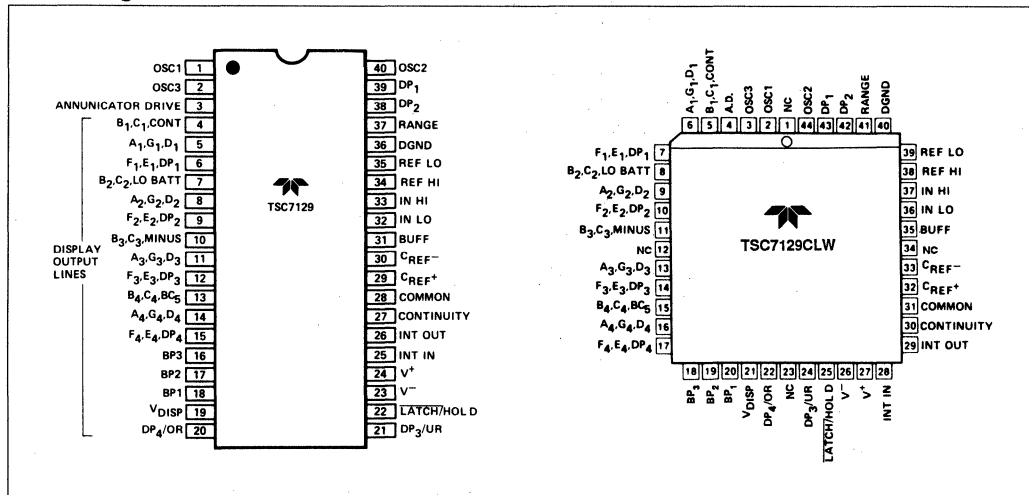 OSC1 1
OSC3 2
ANNUNICATOR DRIVE 3
B1,C1,CONT 4
A1,G1,D1 5
F1,E1,DP1 6
B2,C2,LO BATT 7
A2,G2,D2 8
F2,E2,DP2 9
B3,C3,MINUS 10
A3,G3,D3 11
F3,E3,DP3 12
B4,C4,BC5 13
A4,G4,D4 14
F4,E4,DP4 15
BP3 16
BP2 17
BP1 18
VDISP 19
DP4/OR 20
DISPLAY
OUTPUT
LINES
TSC7129
40 OSC2
39 DP1
38 DP2
37 RANGE
36 DGND
35 REF LO
34 REF HI
33 IN HI
32 IN LO
31 BUFF
30 CREF−
29 CREF+
28 COMMON
27 CONTINUITY
26 INT OUT
25 INT IN
24 V+
23 V−
22 LATCH/HOLD
21 DP3/UR
A1,G1,D1 6
B1,C1,CONT 5
A.D. 4
OSC3 3
OSC1 2
NC 1
OSC2 44
DP1 43
DP2 42
RANGE 41
DGND 40
F1,E1,DP1 7
B2,C2,LO BATT 8
A2,G2,D2 9
F2,E2,DP2 10
B3,C3,MINUS 11
NC 12
A3,G3,D3 13
F3,E3,DP3 14
B4,C4,BC5 15
A4,G4,D4 16
F4,E4,DP4 17
TSC7129CLW
39 REF LO
38 REF HI
37 IN HI
36 IN LO
35 BUFF
34 NC
33 CREF−
32 CREF+
31 COMMON
30 CONTINUITY
29 INT OUT
18 BP3
19 BP2
20 BP1
21 VDISP
22 DP4/OR
23 NC
24 DP3/UR
25 LATCH/HOLD
26 V−
27 V+
28 INT IN